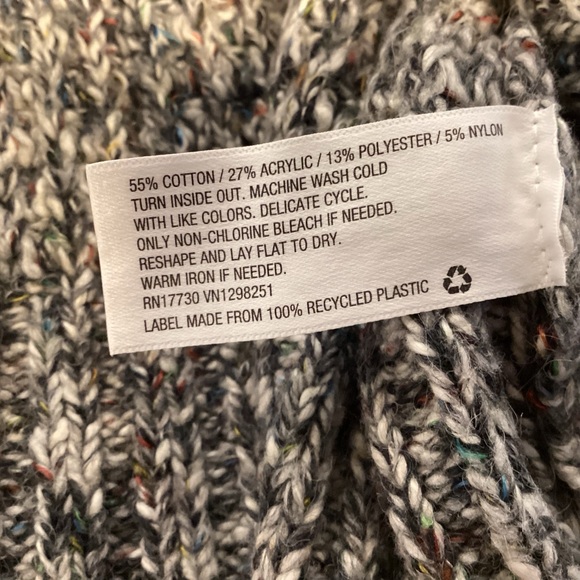 55% COTTON / 27% ACRYLIC / 13% POLYESTER / 5% NYLON
TURN INSIDE OUT. MACHINE WASH COLD
WITH LIKE COLORS. DELICATE CYCLE.
ONLY NON-CHLORINE BLEACH IF NEEDED.
RESHAPE AND LAY FLAT TO DRY.
WARM IRON IF NEEDED.
RN17730 VN1298251
LABEL MADE FROM 100% RECYCLED PLASTIC